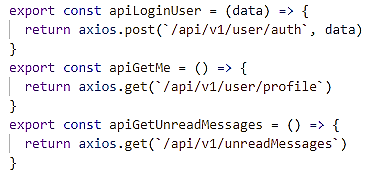 export const apiLoginUser = (data) => {
  return axios.post(`/api/v1/user/auth`, data)
}
export const apiGetMe = () => {
  return axios.get(`/api/v1/user/profile`)
}
export const apiGetUnreadMessages = () => {
  return axios.get(`/api/v1/unreadMessages`)
}